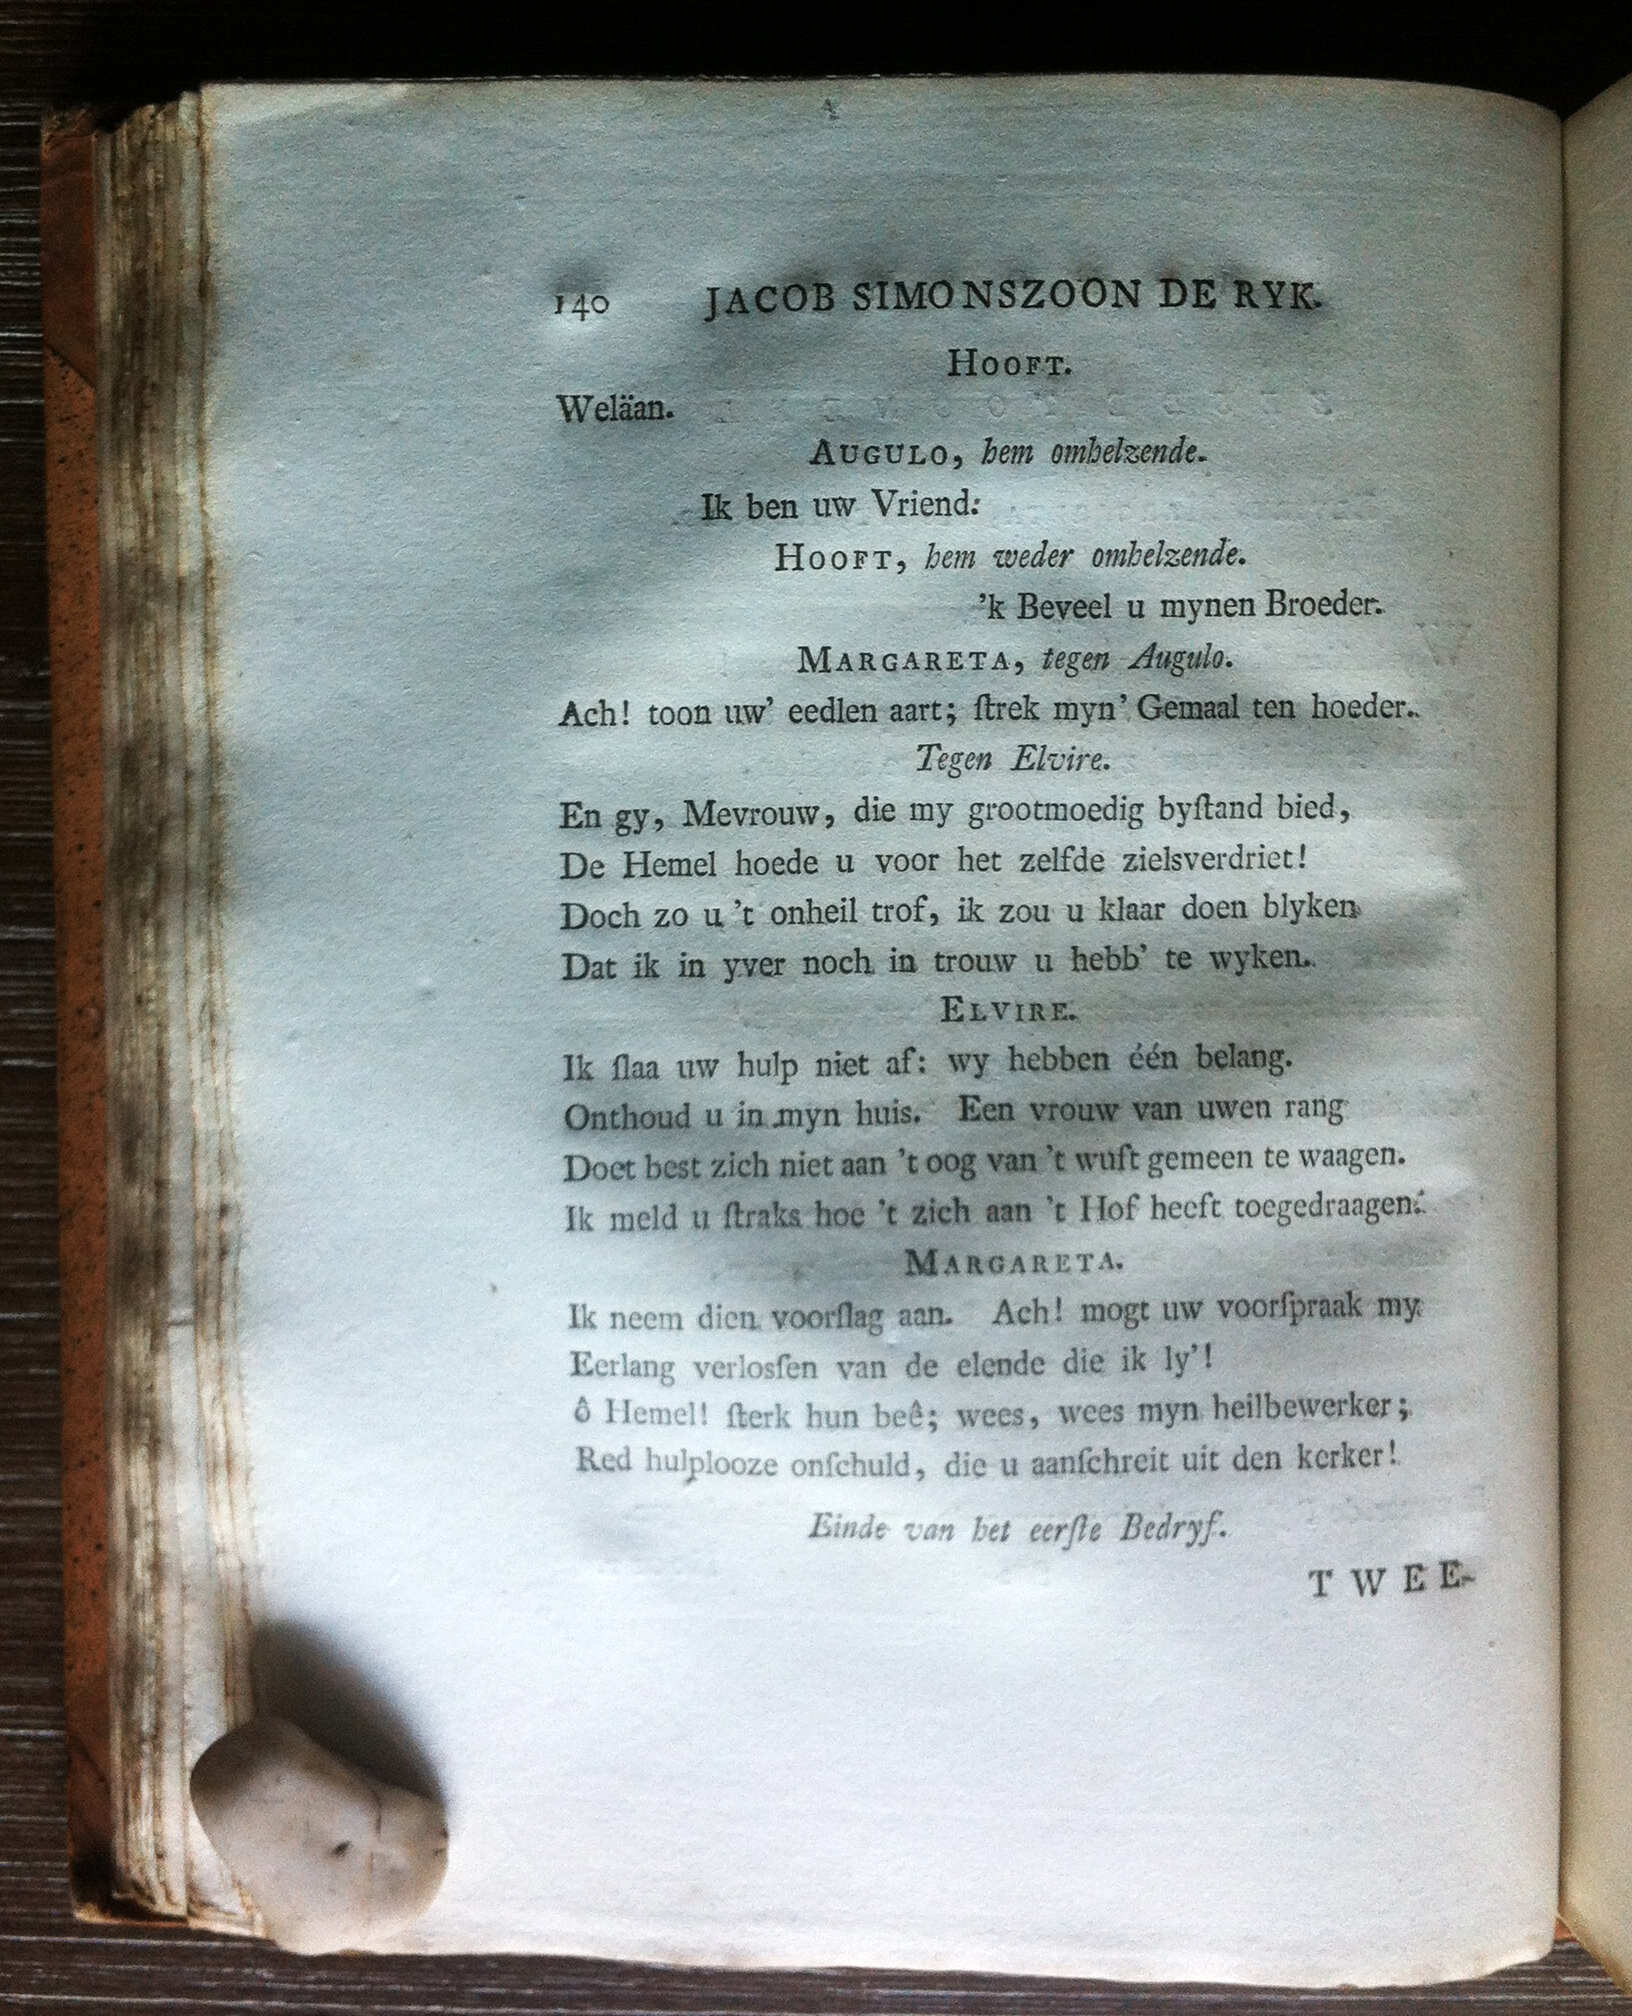 140 JACOB SIMONSZOON DE RYK.
HOOFT.
Weläan.
AUGULO, hem omhelzende.
Ik ben uw Vriend:
HOOFT, hem weder omhelzende.
’k Beveel u mynen Broeder.
MARGARETA, tegen Augulo.
Ach! toon uw’ eedlen aart; ſtrek myn’ Gemaal ten hoeder.
Tegen Elvire.
En gy, Mevrouw, die my grootmoedig byſtand bied,
De Hemel hoede u voor het zelfde zielsverdriet!
Doch zo u ’t onheil trof, ik zou u klaar doen blyken
Dat ik in yver noch in trouw u hebb’ te wyken.
ELVIRE.
Ik ſlaa uw hulp niet af: wy hebben één belang.
Onthoud u in myn huis. Een vrouw van uwen rang
Doet best zich niet aan ’t oog van ’t wuft gemeen te waagen.
Ik meld u ſtraks hoe ’t zich aan ’t Hof heeft toegedraagen.
MARGARETA.
Ik neem dien voorſlag aan. Ach! mogt uw voorſpraak my
Eerlang verlosſen van de elende die ik ly’!
ô Hemel! ſterk hun beê; wees, wees myn heilbewerker;
Red hulplooze onſchuld, die u aanſchreit uit den kerker!
Einde van het eerſte Bedryf.
TWEE-